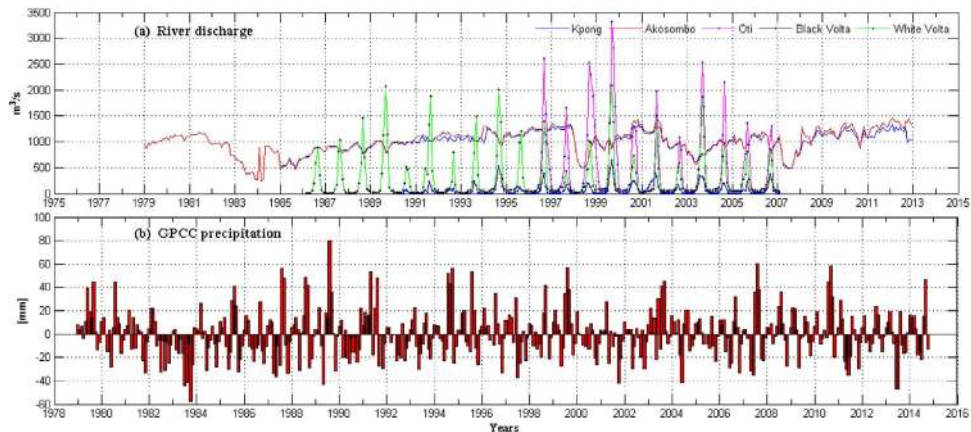 (a) River discharge
Kpong Akosombo Oti Black Volta White Volta
3500
3000
2500
2000
1500
1000
500
0
m³/s
1975 1977 1979 1981 1983 1985 1987 1989 1991 1993 1995 1997 1999 2001 2003 2005 2007 2009 2011 2013 2015
(b) GPCC precipitation
100
80
60
40
20
0
-20
-40
-60
[mm]
1978 1980 1982 1984 1986 1988 1990 1992 1994 1996 1998 2000 2002 2004 2006 2008 2010 2012 2014 2016
Years